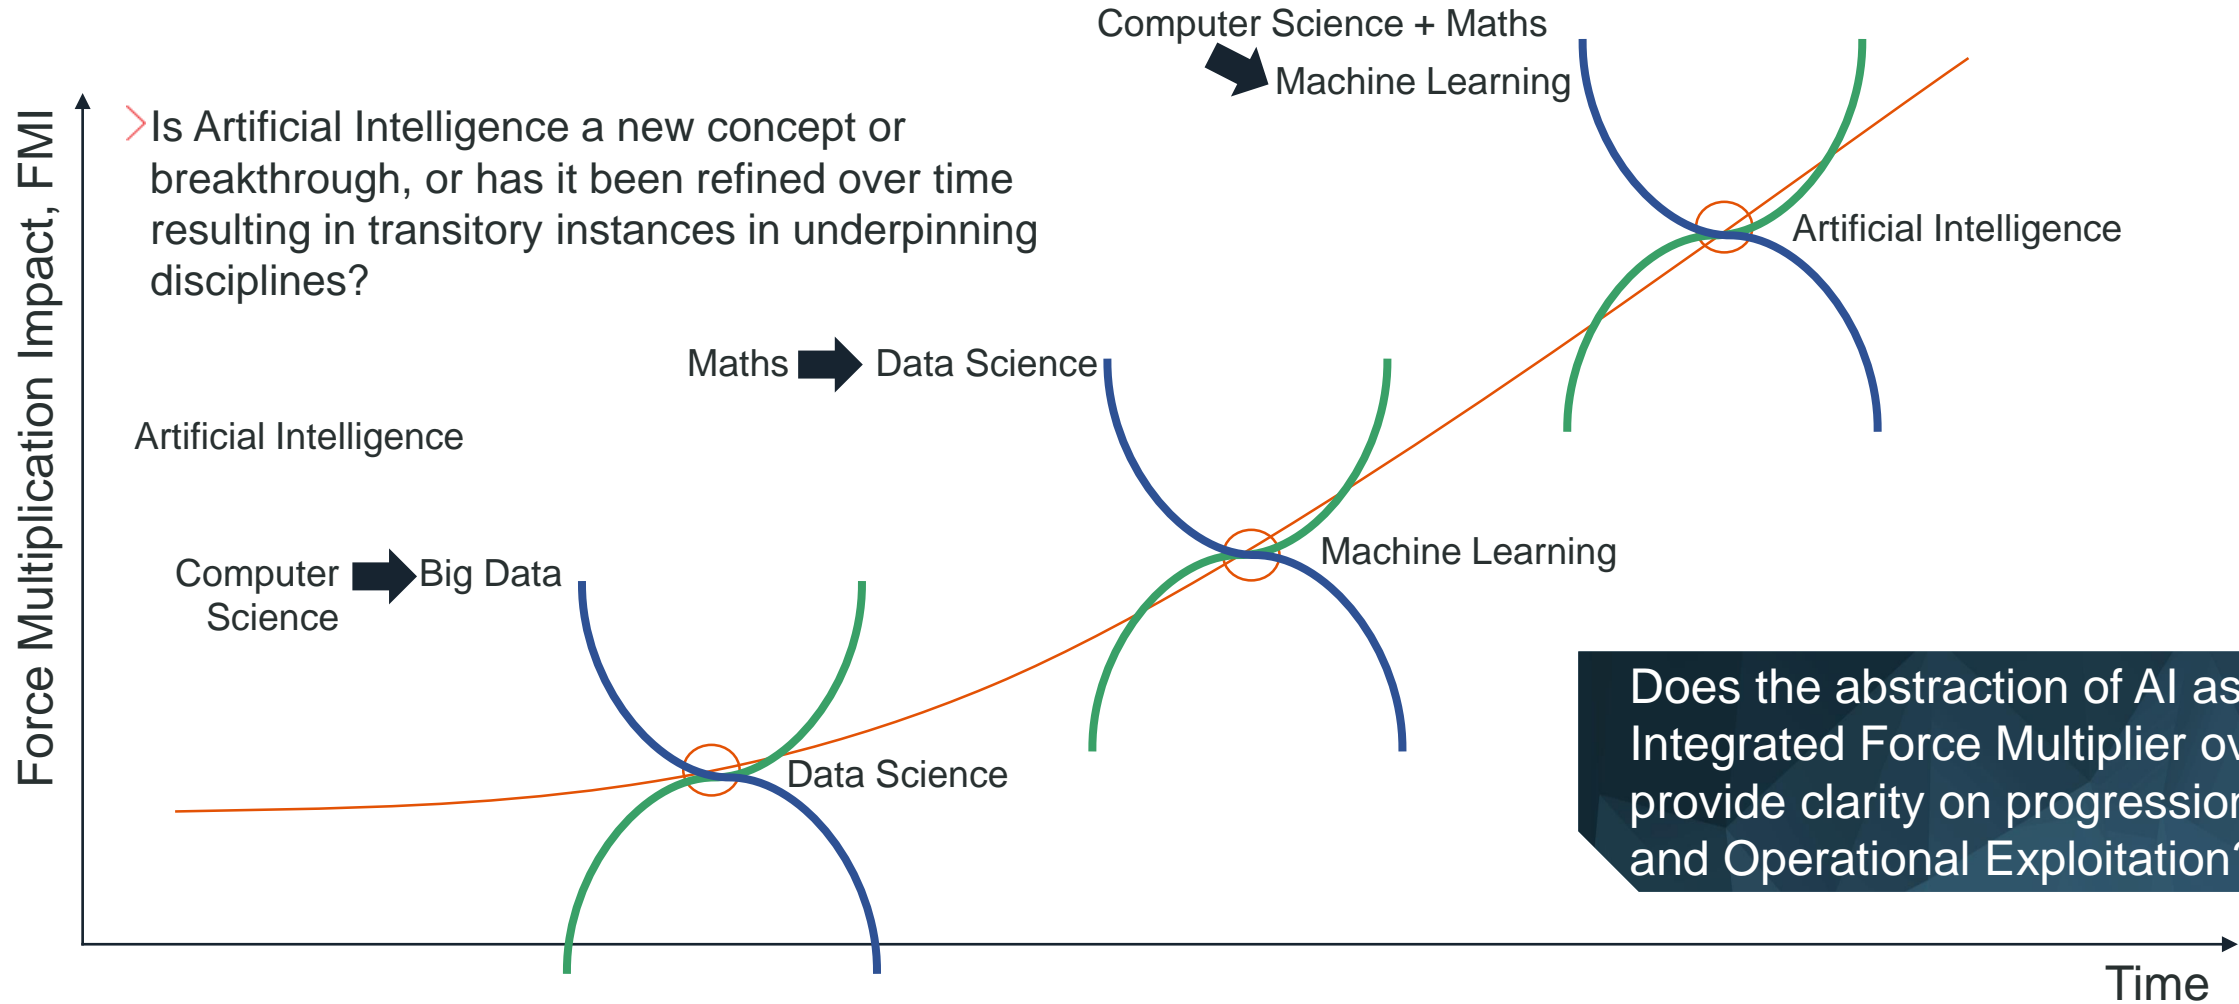 Computer Science + Maths
Machine Learning
Is Artificial Intelligence a new concept or
breakthrough, or has it been refined over time
resulting in transitory instances in underpinning
disciplines?
Force Multiplication Impact, FMI
Artificial Intelligence
Maths
Data Science
Artificial Intelligence
Computer
Science
Big Data
Machine Learning
Data Science
Does the abstraction of AI as
Integrated Force Multiplier
provide clarity on progression
and Operational Exploitation?
Time